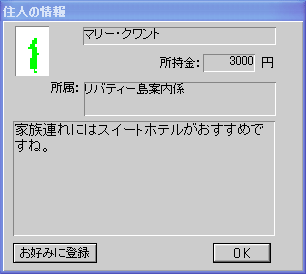 住人の情報
マリー・クワント
所持金: 3000 円
所属: リバティー島案内係
家族連れにはスイートホテルがおすすめで
すね。
お好みに登録 OK